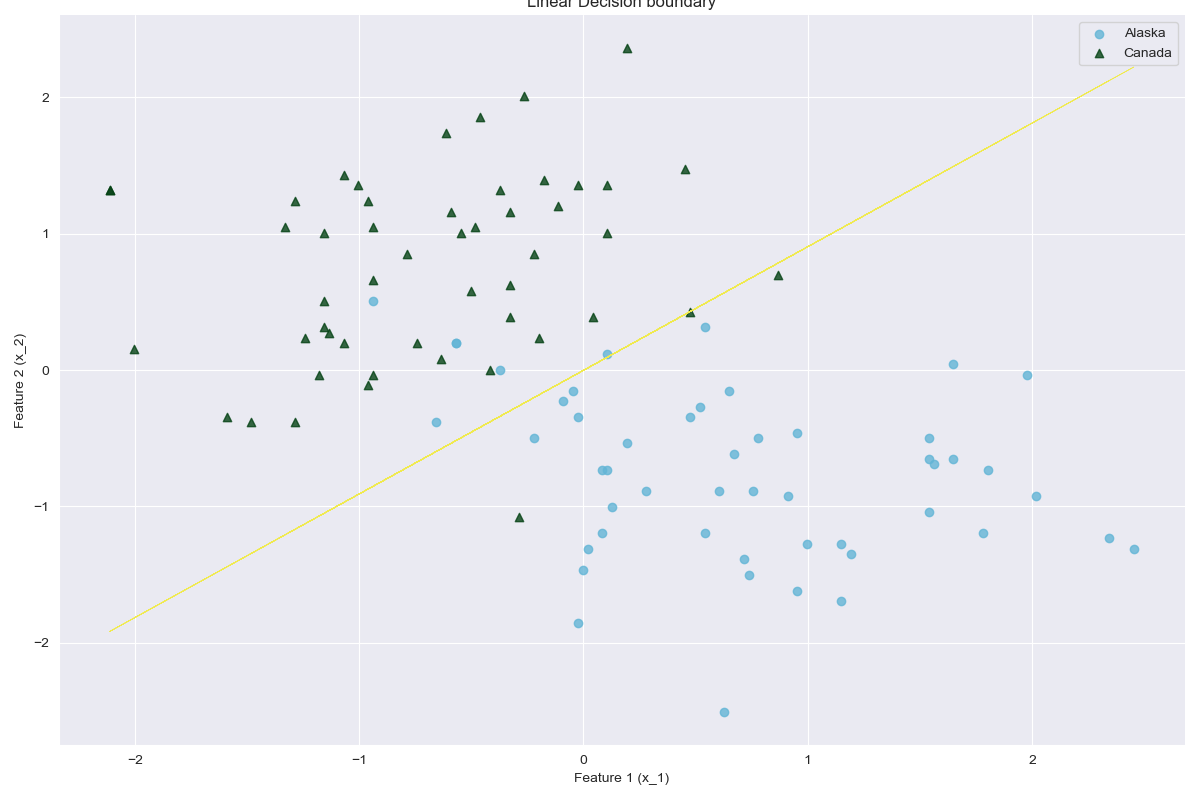 Linear Decision boundary
Alaska
Canada
2
1
0
−1
−2
Feature 2 (x_2)
−2
−1
0
1
2
Feature 1 (x_1)